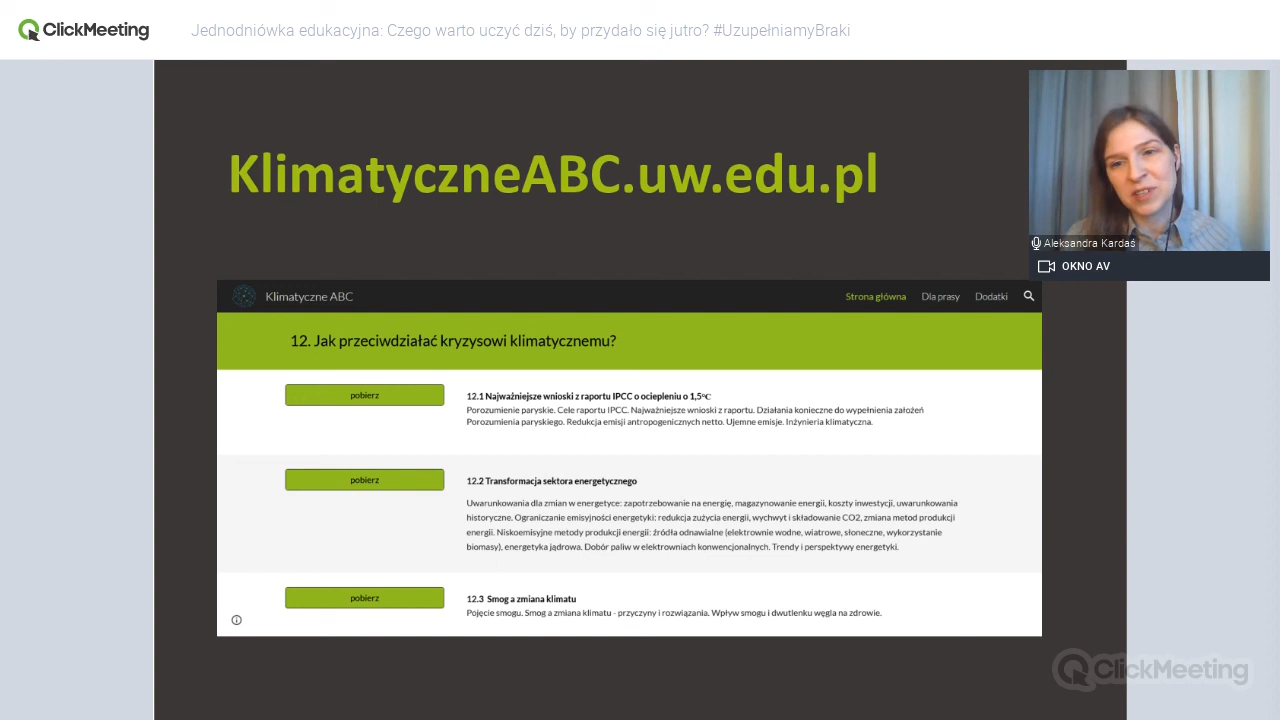 ClickMeeting
Jednodniówka edukacyjna: Czego warto uczyć dziś, by przydało się jutro? #UzupełniamyBraki
KlimatyczneABC.uw.edu.pl
Aleksandra Kardaś
OKNO AV
Klimatyczne ABC
Strona główna
Dla prasy
Dodatki
12. Jak przeciwdziałać kryzysowi klimatycznemu?
pobierz
12.1 Najważniejsze wnioski z raportu IPCC o ociepleniu o 1,5°C
Porozumienie paryskie. Cele raportu IPCC. Najważniejsze wnioski z raportu. Działania konieczne do wypełnienia założeń
Porozumienia paryskiego. Redukcja emisji antropogenicznych netto. Ujemne emisje. Inżynieria klimatyczna.
pobierz
12.2 Transformacja sektora energetycznego
Uwarunkowania dla zmian w energetyce: zapotrzebowanie na energię, magazynowanie energii, koszty inwestycji, uwarunkowania
historyczne. Ograniczanie emisyjności energetyki: redukcja zużycia energii, wychwyt i składowanie CO2, zmiana metod produkcji
energii. Niskoemisyjne metody produkcji energii: źródła odnawialne (elektrownie wodne, wiatrowe, słoneczne, wykorzystanie
biomasy), energetyka jądrowa. Dobór paliw w elektrowniach konwencjonalnych. Trendy i perspektywy energetyki.
pobierz
12.3 Smog a zmiana klimatu
Pojęcie smogu. Smog a zmiana klimatu - przyczyny i rozwiązania. Wpływ smogu i dwutlenku węgla na zdrowie.
ClickMeeting